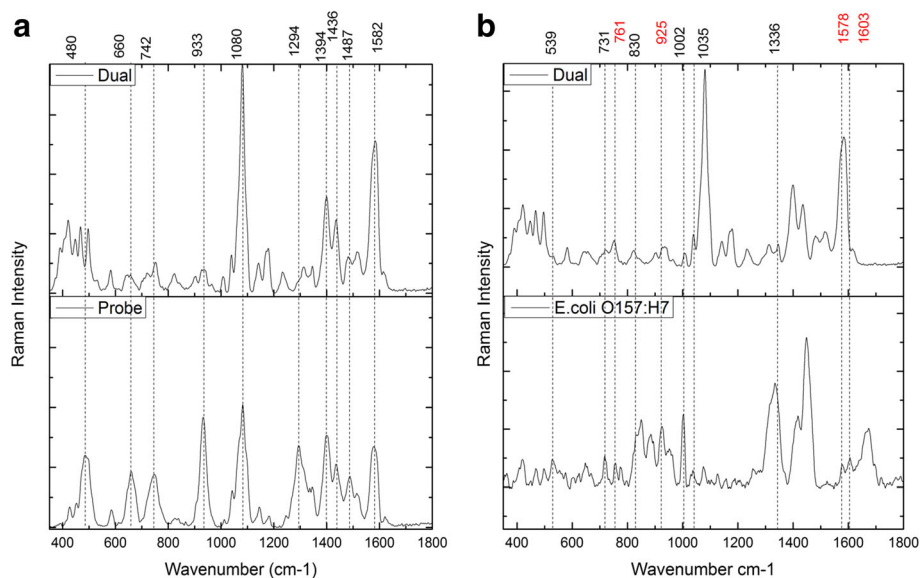 a
480
660
742
933
1080
1294
1394
1436
1487
1582
Dual
Probe
Raman Intensity
400 600 800 1000 1200 1400 1600 1800
Wavenumber (cm-1)
b
539
731
761
830
925
1002
1035
1336
1578
1603
Dual
E.coli O157:H7
Raman Intensity
400 600 800 1000 1200 1400 1600 1800
Wavenumber cm-1